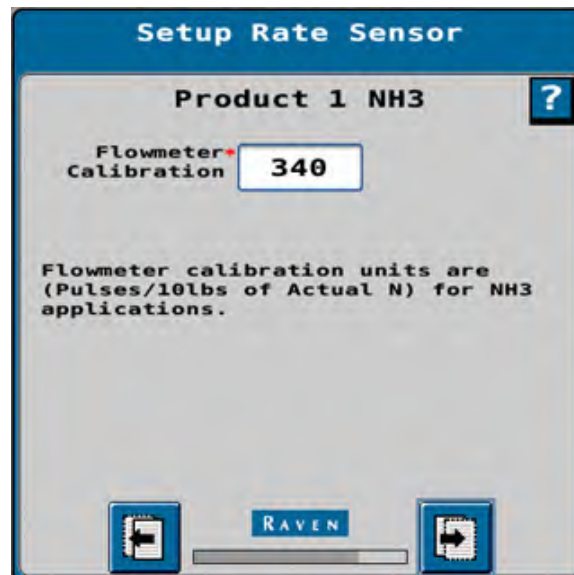 Setup Rate Sensor
Product 1 NH3
?
Flowmeter*
Calibration
340
Flowmeter calibration units are
(Pulses/10lbs of Actual N) for NH3
applications.
RAVEN